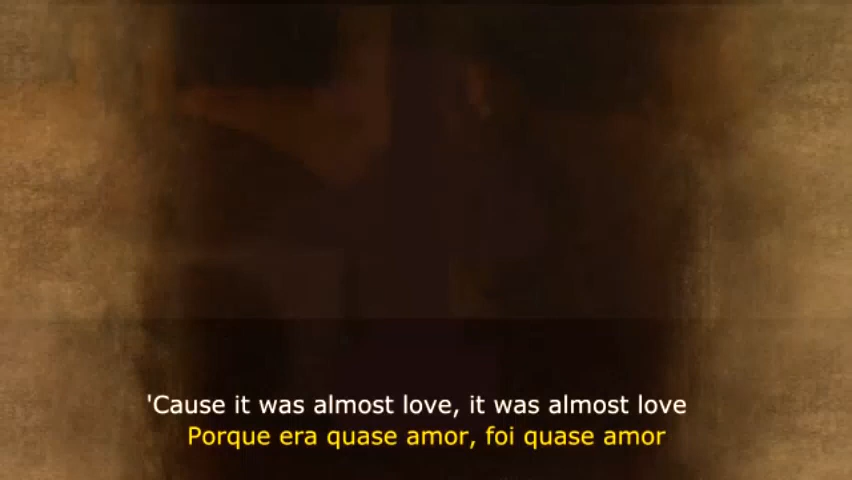 'Cause it was almost love, it was almost love
Porque era quase amor, foi quase amor